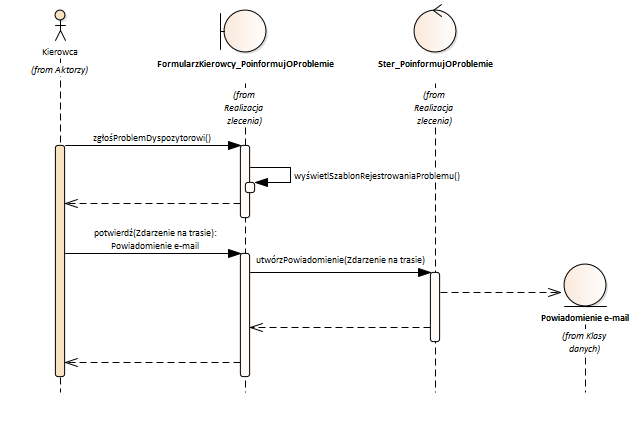 Kierowca
(from Aktorzy)
FormularzKierowcy_PoinformujOProblemie
(from
Realizacja
zlecenia)
Ster_PoinformujOProblemie
(from
Realizacja
zlecenia)
zgłośProblemDyspozytorowi()
wyświetlSzablonRejestrowaniaProblemu()
potwierdź(Zdarzenie na trasie):
Powiadomienie e-mail
utwórzPowiadomienie(Zdarzenie na trasie)
Powiadomienie e-mail
(from Klasy
danych)